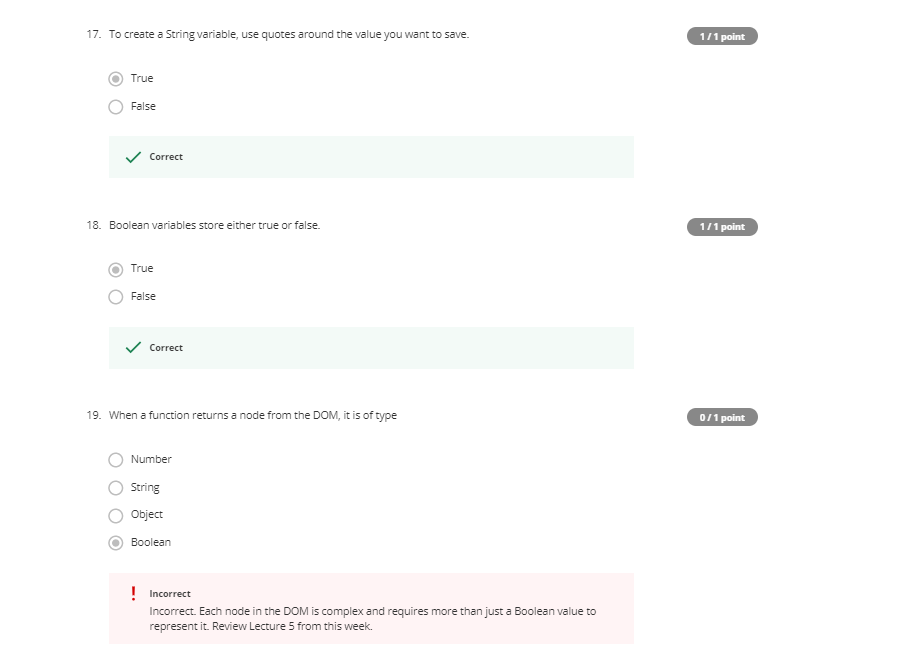 17. To create a String variable, use quotes around the value you want to save.
1 / 1 point
True
False
Correct
18. Boolean variables store either true or false.
1 / 1 point
True
False
Correct
19. When a function returns a node from the DOM, it is of type
0 / 1 point
Number
String
Object
Boolean
! Incorrect
Incorrect. Each node in the DOM is complex and requires more than just a Boolean value to
represent it. Review Lecture 5 from this week.